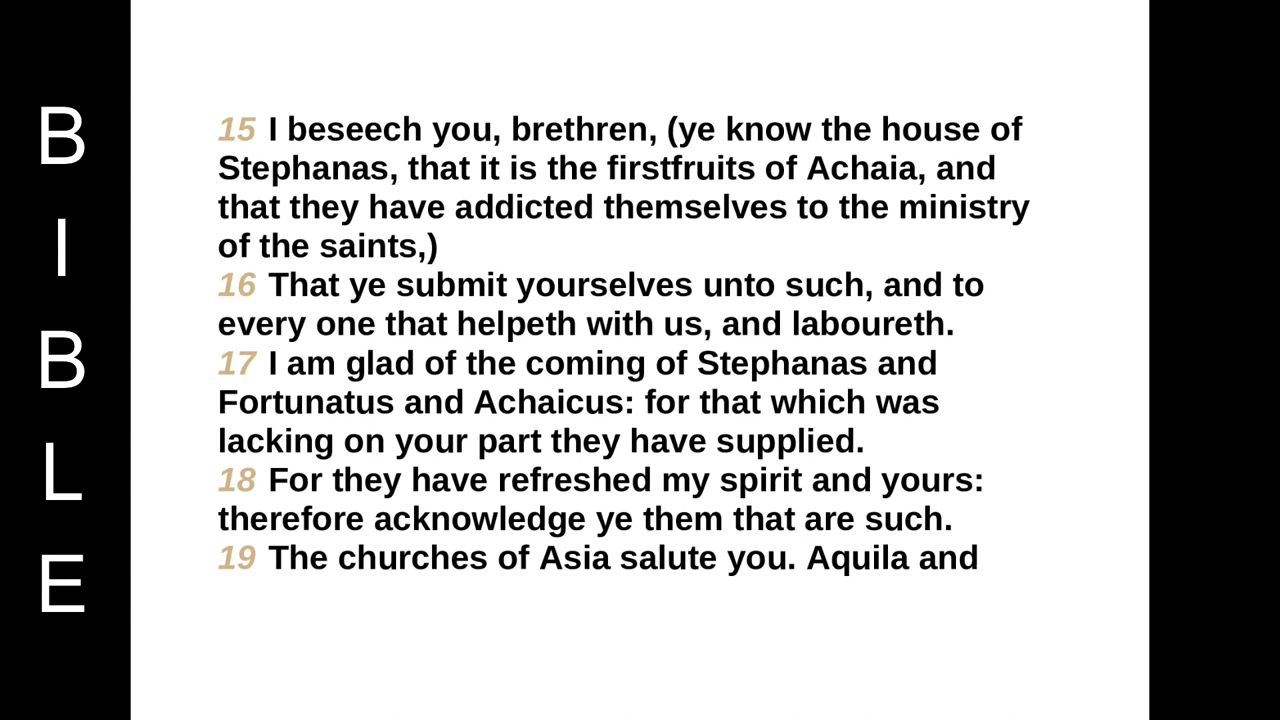 B
I
B
L
E
15 I beseech you, brethren, (ye know the house of
Stephanas, that it is the firstfruits of Achaia, and
that they have addicted themselves to the ministry
of the saints,)
16 That ye submit yourselves unto such, and to
every one that helpeth with us, and laboureth.
17 I am glad of the coming of Stephanas and
Fortunatus and Achaicus: for that which was
lacking on your part they have supplied.
18 For they have refreshed my spirit and yours:
therefore acknowledge ye them that are such.
19 The churches of Asia salute you. Aquila and